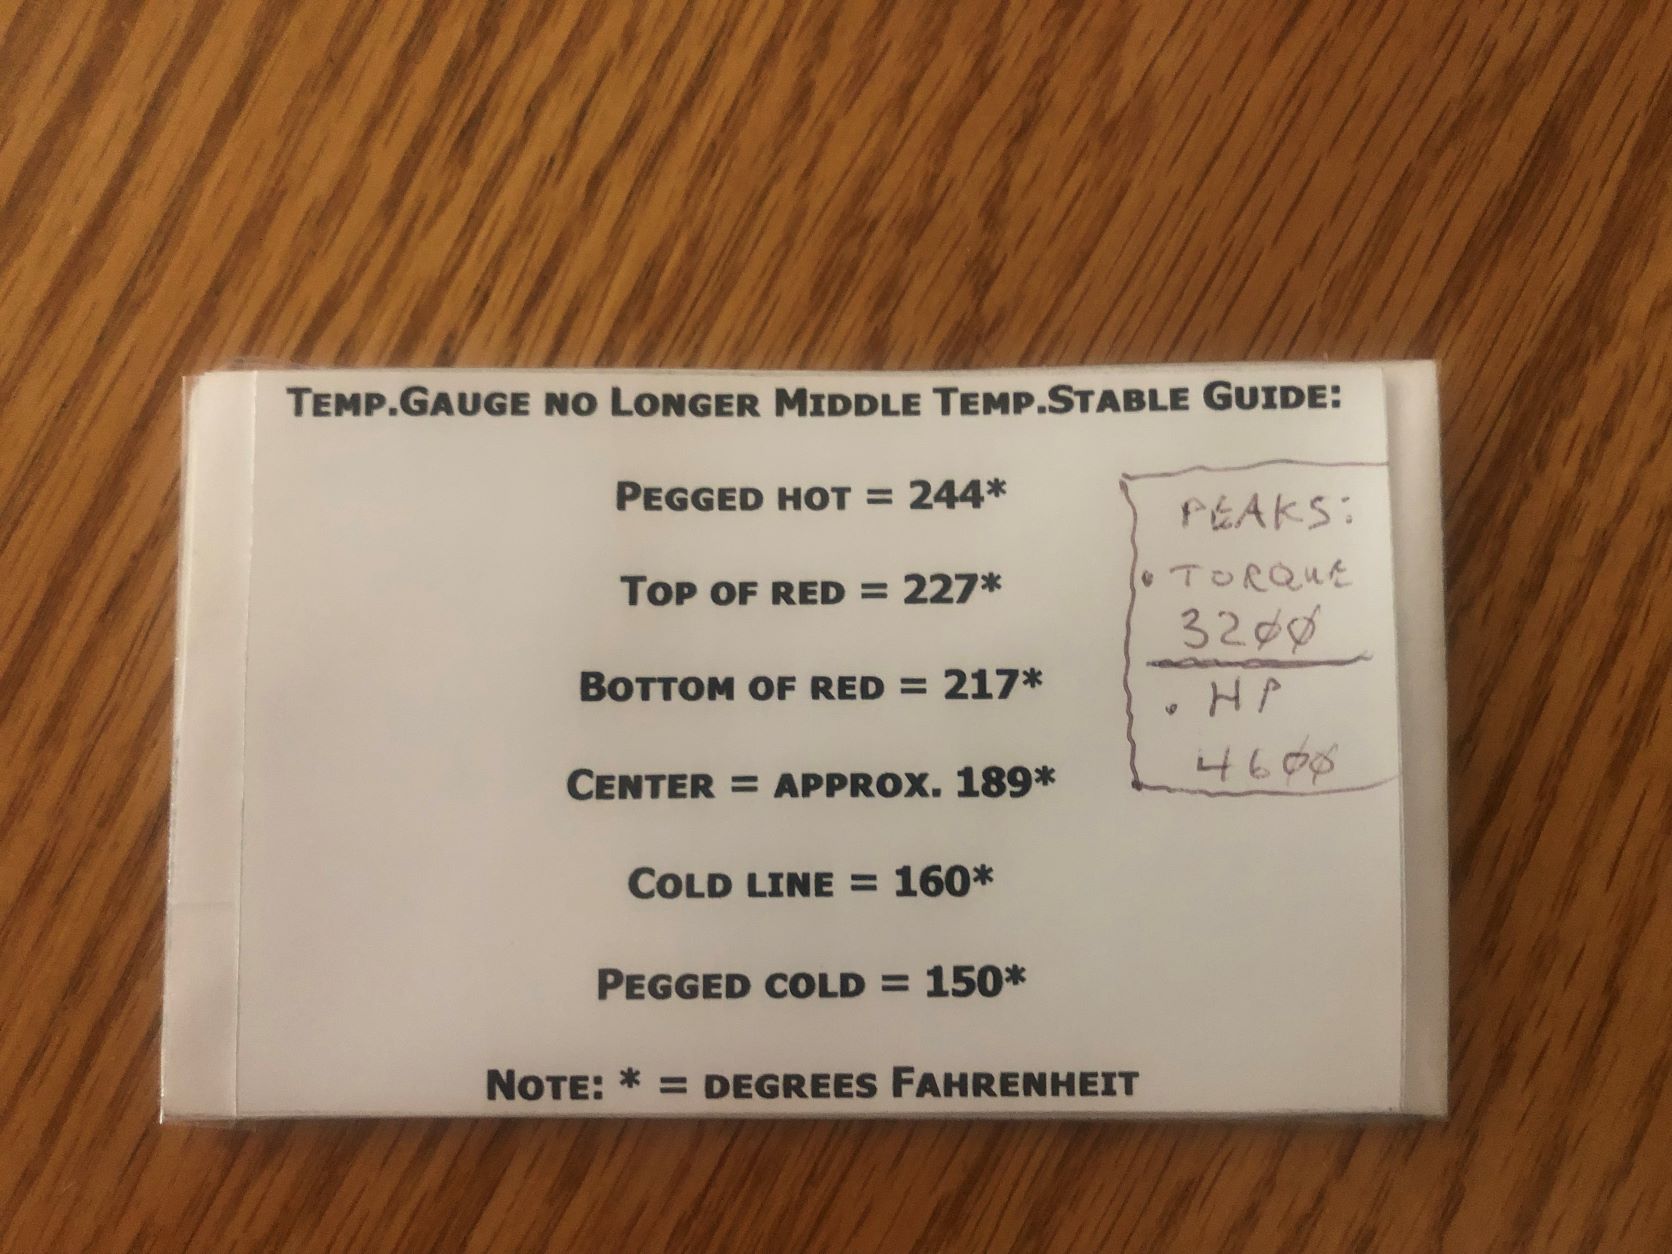 Temp.Gauge no Longer Middle Temp.Stable Guide:
Pegged hot = 244*
Top of red = 227*
Bottom of red = 217*
Center = approx. 189*
Cold line = 160*
Pegged cold = 150*
Note: * = degrees Fahrenheit
PEAKS:
• TORQUE
3200
• HP
4600